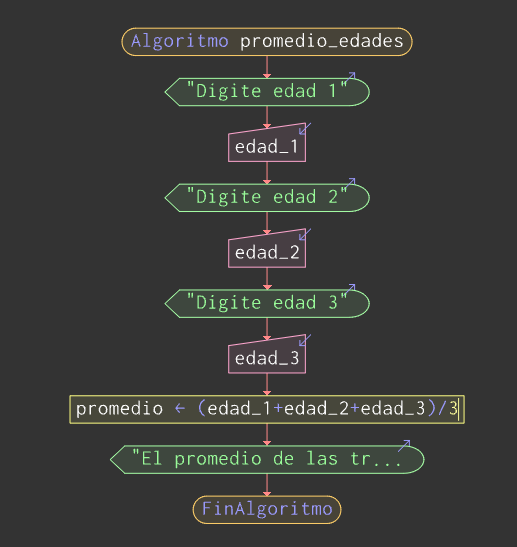 Algoritmo promedio_edades
"Digite edad 1"
edad_1
"Digite edad 2"
edad_2
"Digite edad 3"
edad_3
promedio ← (edad_1+edad_2+edad_3)/3
"El promedio de las tr...
FinAlgoritmo